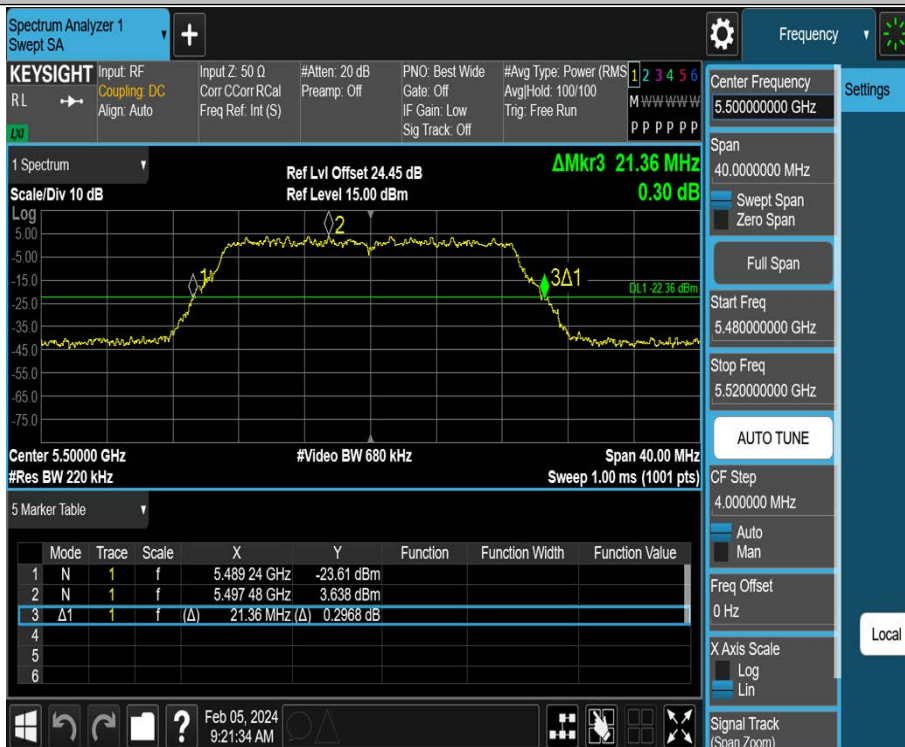 Spectrum Analyzer 1
Swept SA
▼
+
Frequency
▼
KEYSIGHT
RL
LXI
Input: RF
Coupling: DC
Align: Auto
Input Z: 50 Ω
Corr CCorr RCal
Freq Ref: Int (S)
#Atten: 20 dB
Preamp: Off
PNO: Best Wide
Gate: Off
IF Gain: Low
Sig Track: Off
#Avg Type: Power (RMS
Avg|Hold: 100/100
Trig: Free Run
1 2 3 4 5 6
M W W W W W
P P P P P P
Center Frequency
5.500000000 GHz
Settings
Span
40.0000000 MHz
Swept Span
Zero Span
Full Span
Start Freq
5.480000000 GHz
Stop Freq
5.520000000 GHz
AUTO TUNE
CF Step
4.000000 MHz
Auto
Man
Freq Offset
0 Hz
X Axis Scale
Log
Lin
Signal Track
(Span Zoom)
Local
1 Spectrum ▼
Scale/Div 10 dB
Ref Lvl Offset 24.45 dB
Ref Level 15.00 dBm
ΔMkr3 21.36 MHz
0.30 dB
Log
5.00
-5.00
-15.0
-25.0
-35.0
-45.0
-55.0
-65.0
-75.0
1
2
3Δ1
DL1 -22.36 dBm
Center 5.50000 GHz
#Res BW 220 kHz
#Video BW 680 kHz
Span 40.00 MHz
Sweep 1.00 ms (1001 pts)
5 Marker Table ▼
Mode Trace Scale X Y Function Function Width Function Value
1 N 1 f 5.489 24 GHz -23.61 dBm
2 N 1 f 5.497 48 GHz 3.638 dBm
3 Δ1 1 f (Δ) 21.36 MHz (Δ) 0.2968 dB
4
5
6
?
Feb 05, 2024
9:21:34 AM